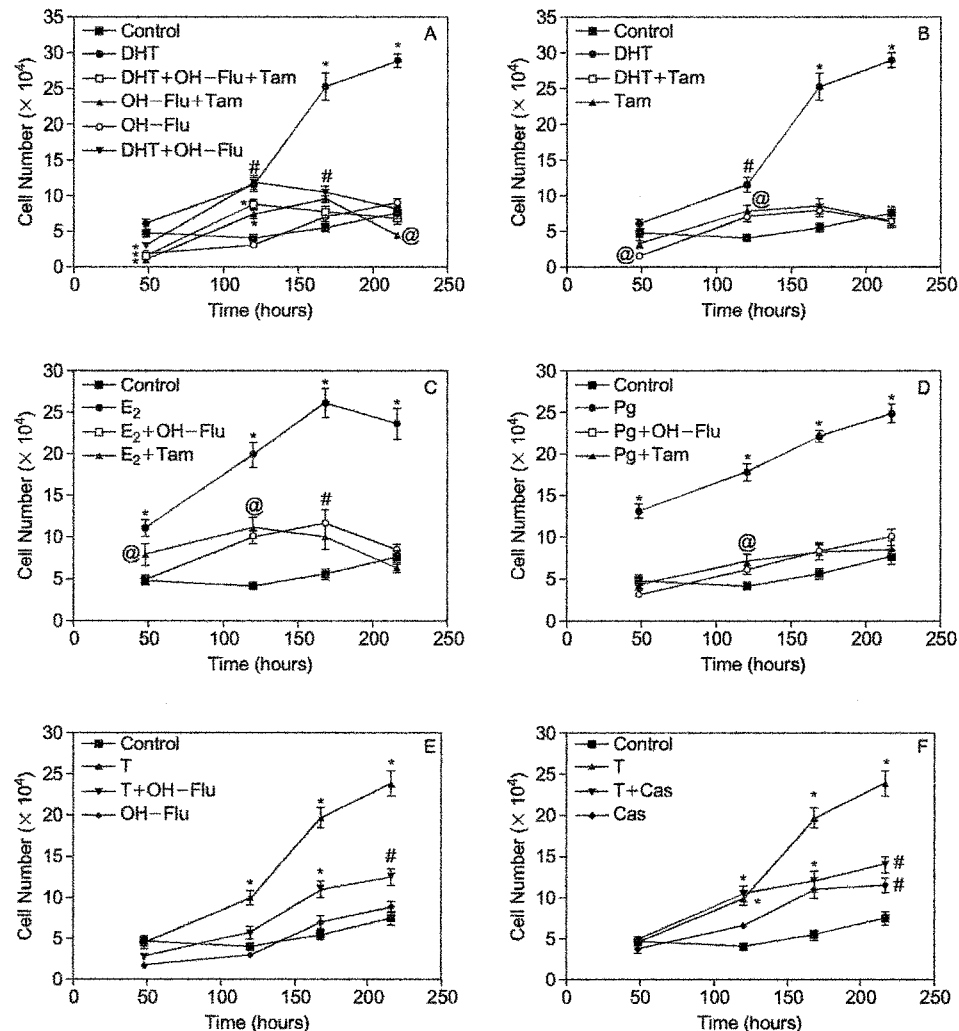 A
Control
DHT
DHT+OH-Flu+Tam
OH-Flu+Tam
OH-Flu
DHT+OH-Flu
Cell Number (× 10⁴)
35
30
25
20
15
10
5
0
* * * * * # # * * @
0 50 100 150 200 250
Time (hours)
B
Control
DHT
DHT+Tam
Tam
Cell Number (× 10⁴)
35
30
25
20
15
10
5
0
@ # @ * *
0 50 100 150 200 250
Time (hours)
C
Control
E₂
E₂+OH-Flu
E₂+Tam
Cell Number (× 10⁴)
30
25
20
15
10
5
0
* @ * @ * # *
0 50 100 150 200 250
Time (hours)
D
Control
Pg
Pg+OH-Flu
Pg+Tam
Cell Number (× 10⁴)
30
25
20
15
10
5
0
* * @ * *
0 50 100 150 200 250
Time (hours)
E
Control
T
T+OH-Flu
OH-Flu
Cell Number (× 10⁴)
30
25
20
15
10
5
0
* * * * #
0 50 100 150 200 250
Time (hours)
F
Control
T
T+Cas
Cas
Cell Number (× 10⁴)
30
25
20
15
10
5
0
* * * * * # #
0 50 100 150 200 250
Time (hours)